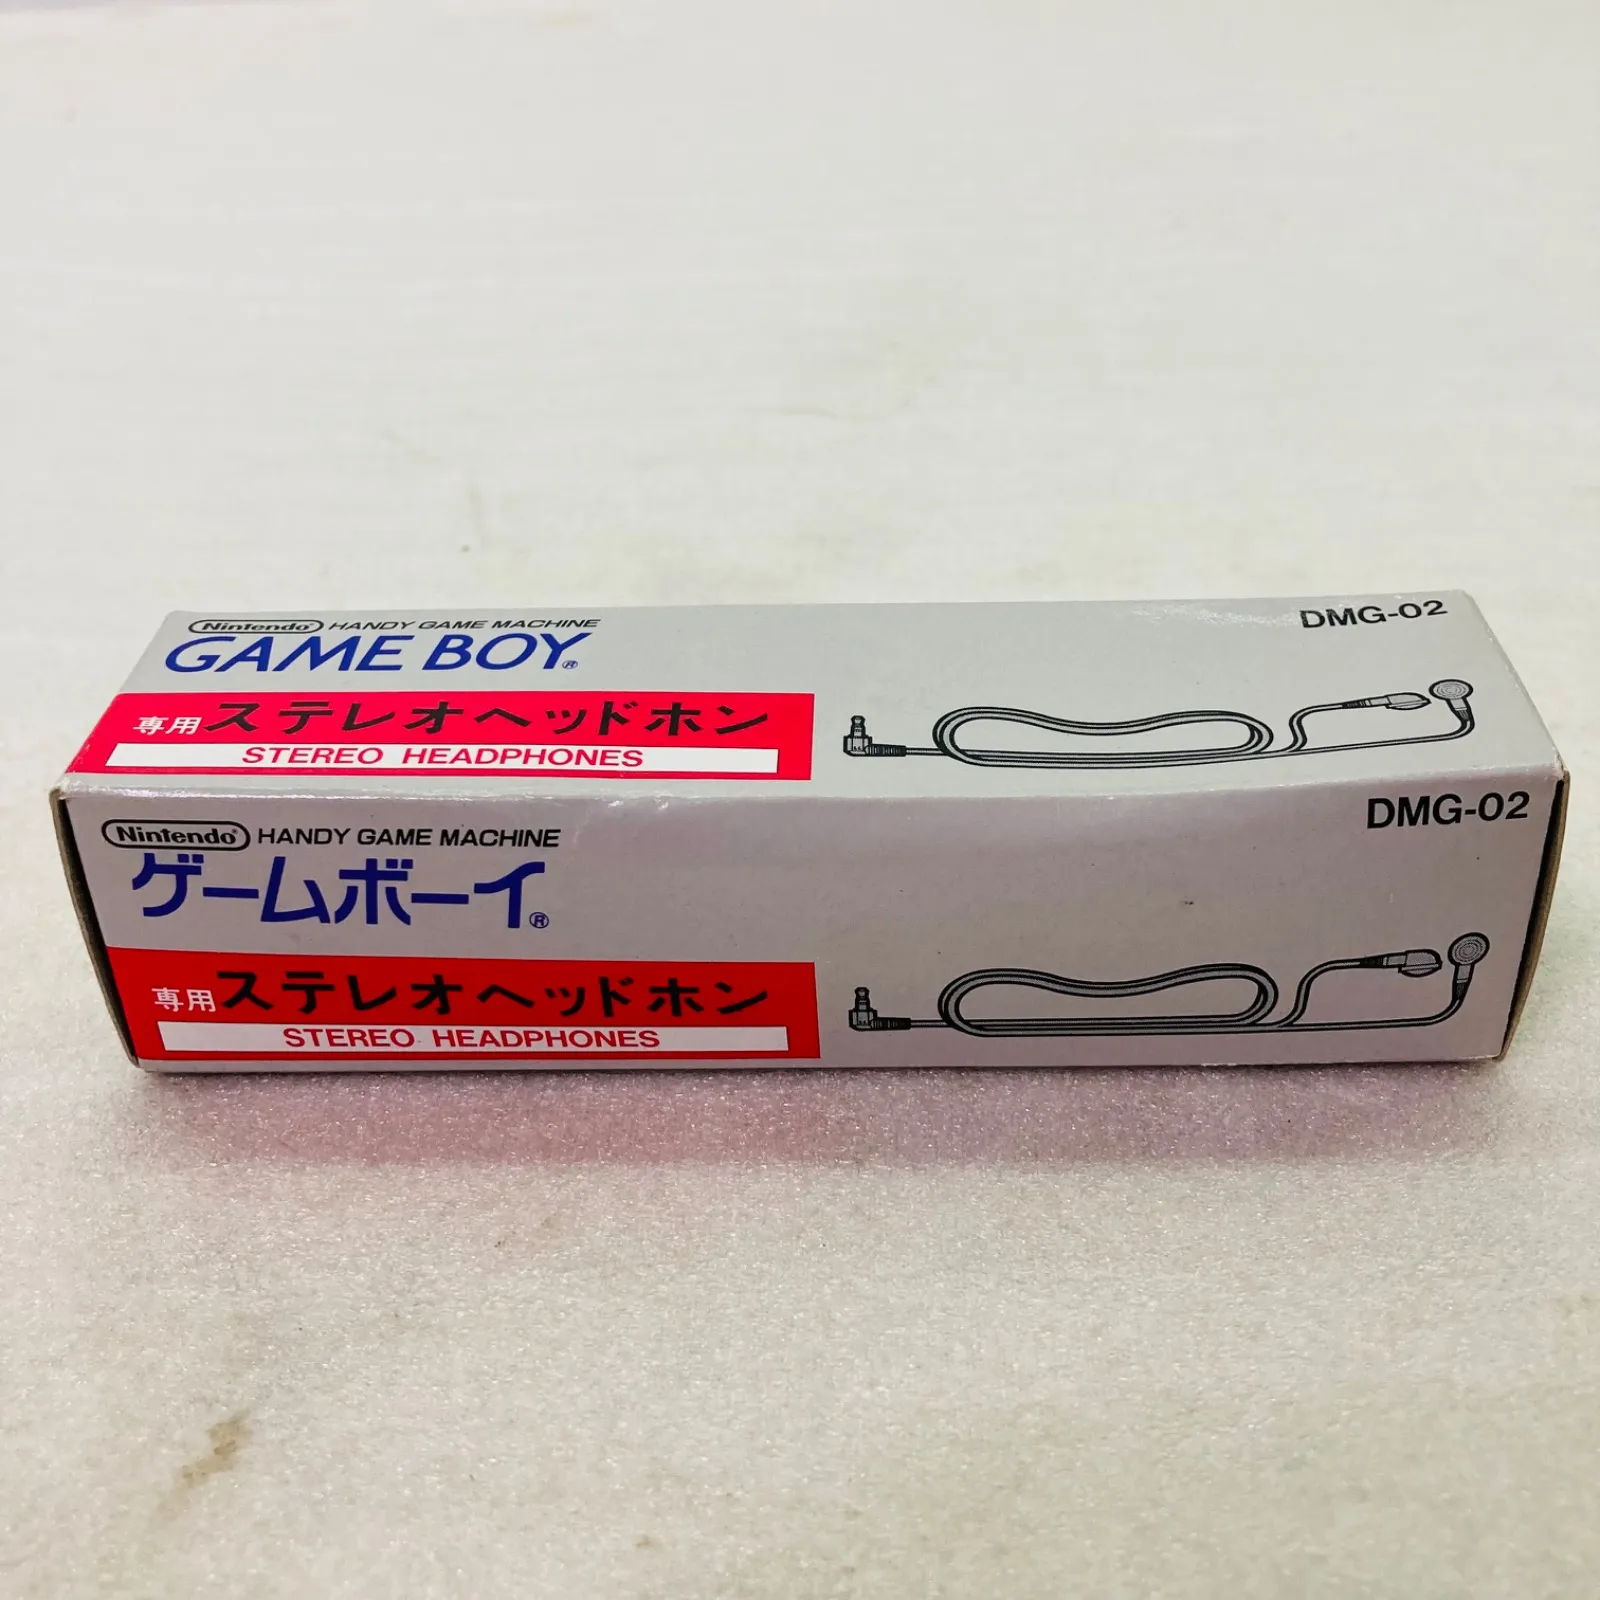 Nintendo HANDY GAME MACHINE
GAME BOY®
DMG-02
専用ステレオヘッドホン
STEREO HEADPHONES
Nintendo® HANDY GAME MACHINE
ゲームボーイ®
DMG-02
専用ステレオヘッドホン
STEREO HEADPHONES